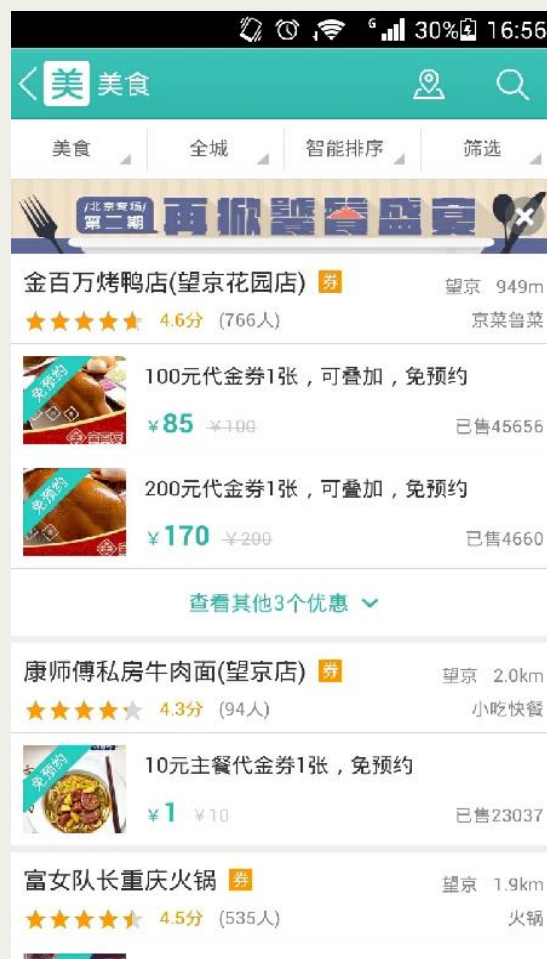 G 30% 16:56
美 美食
美食 全城 智能排序 筛选
/北京专场/
第二期 再掀饕餮盛宴
金百万烤鸭店(望京花园店) 券 望京 949m
4.6分 (766人) 京菜鲁菜
免预约 100元代金券1张，可叠加，免预约
¥85 ¥100 已售45656
免预约 200元代金券1张，可叠加，免预约
¥170 ¥200 已售4660
查看其他3个优惠
康师傅私房牛肉面(望京店) 券 望京 2.0km
4.3分 (94人) 小吃快餐
免预约 10元主餐代金券1张，免预约
¥1 ¥10 已售23037
富女队长重庆火锅 券 望京 1.9km
4.5分 (535人) 火锅